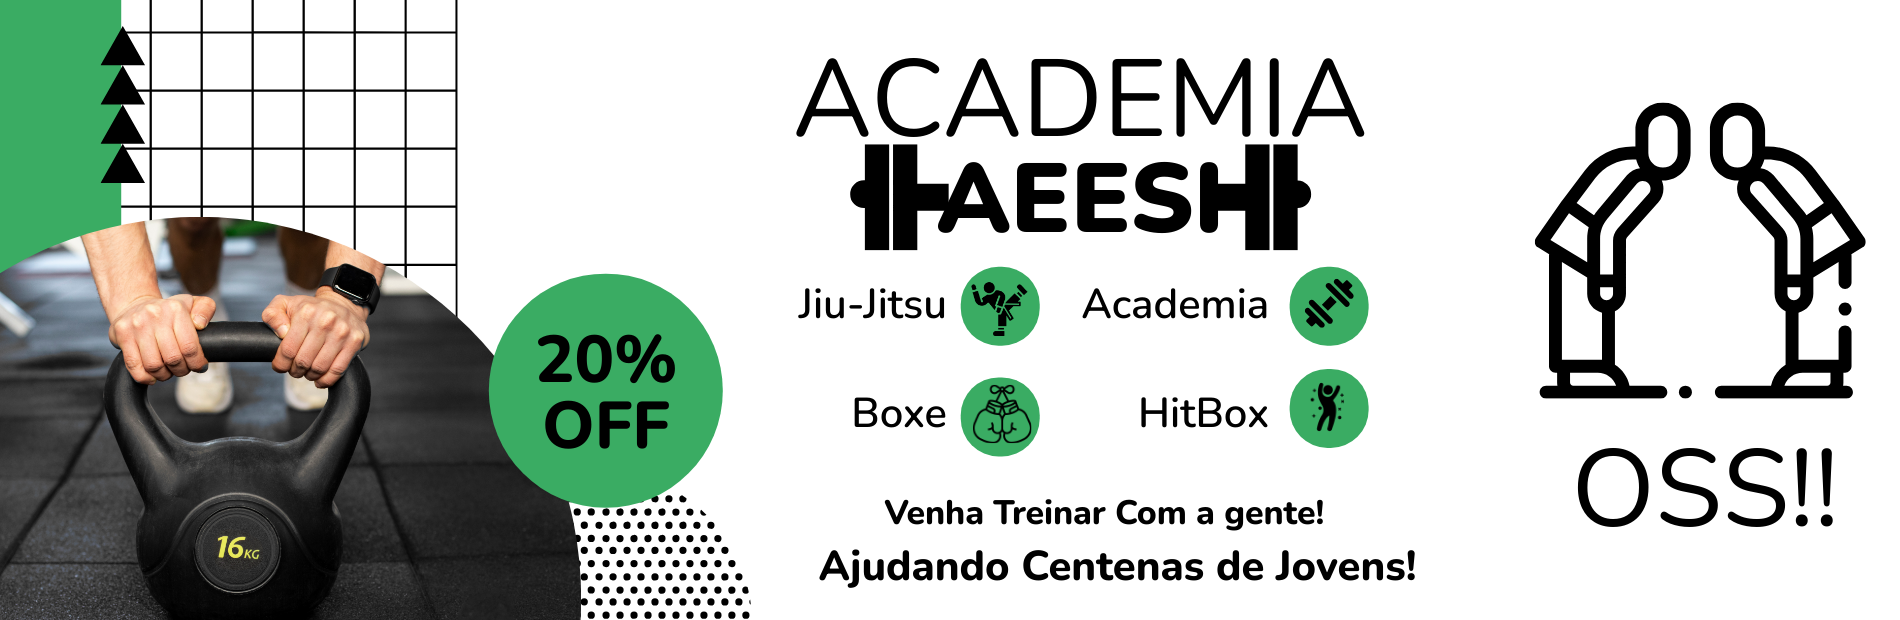 ACADEMIA
AEESH
Jiu-Jitsu
Academia
Boxe
HitBox
Venha Treinar Com a gente!
Ajudando Centenas de Jovens!
20%
OFF
16KG
OSS!!